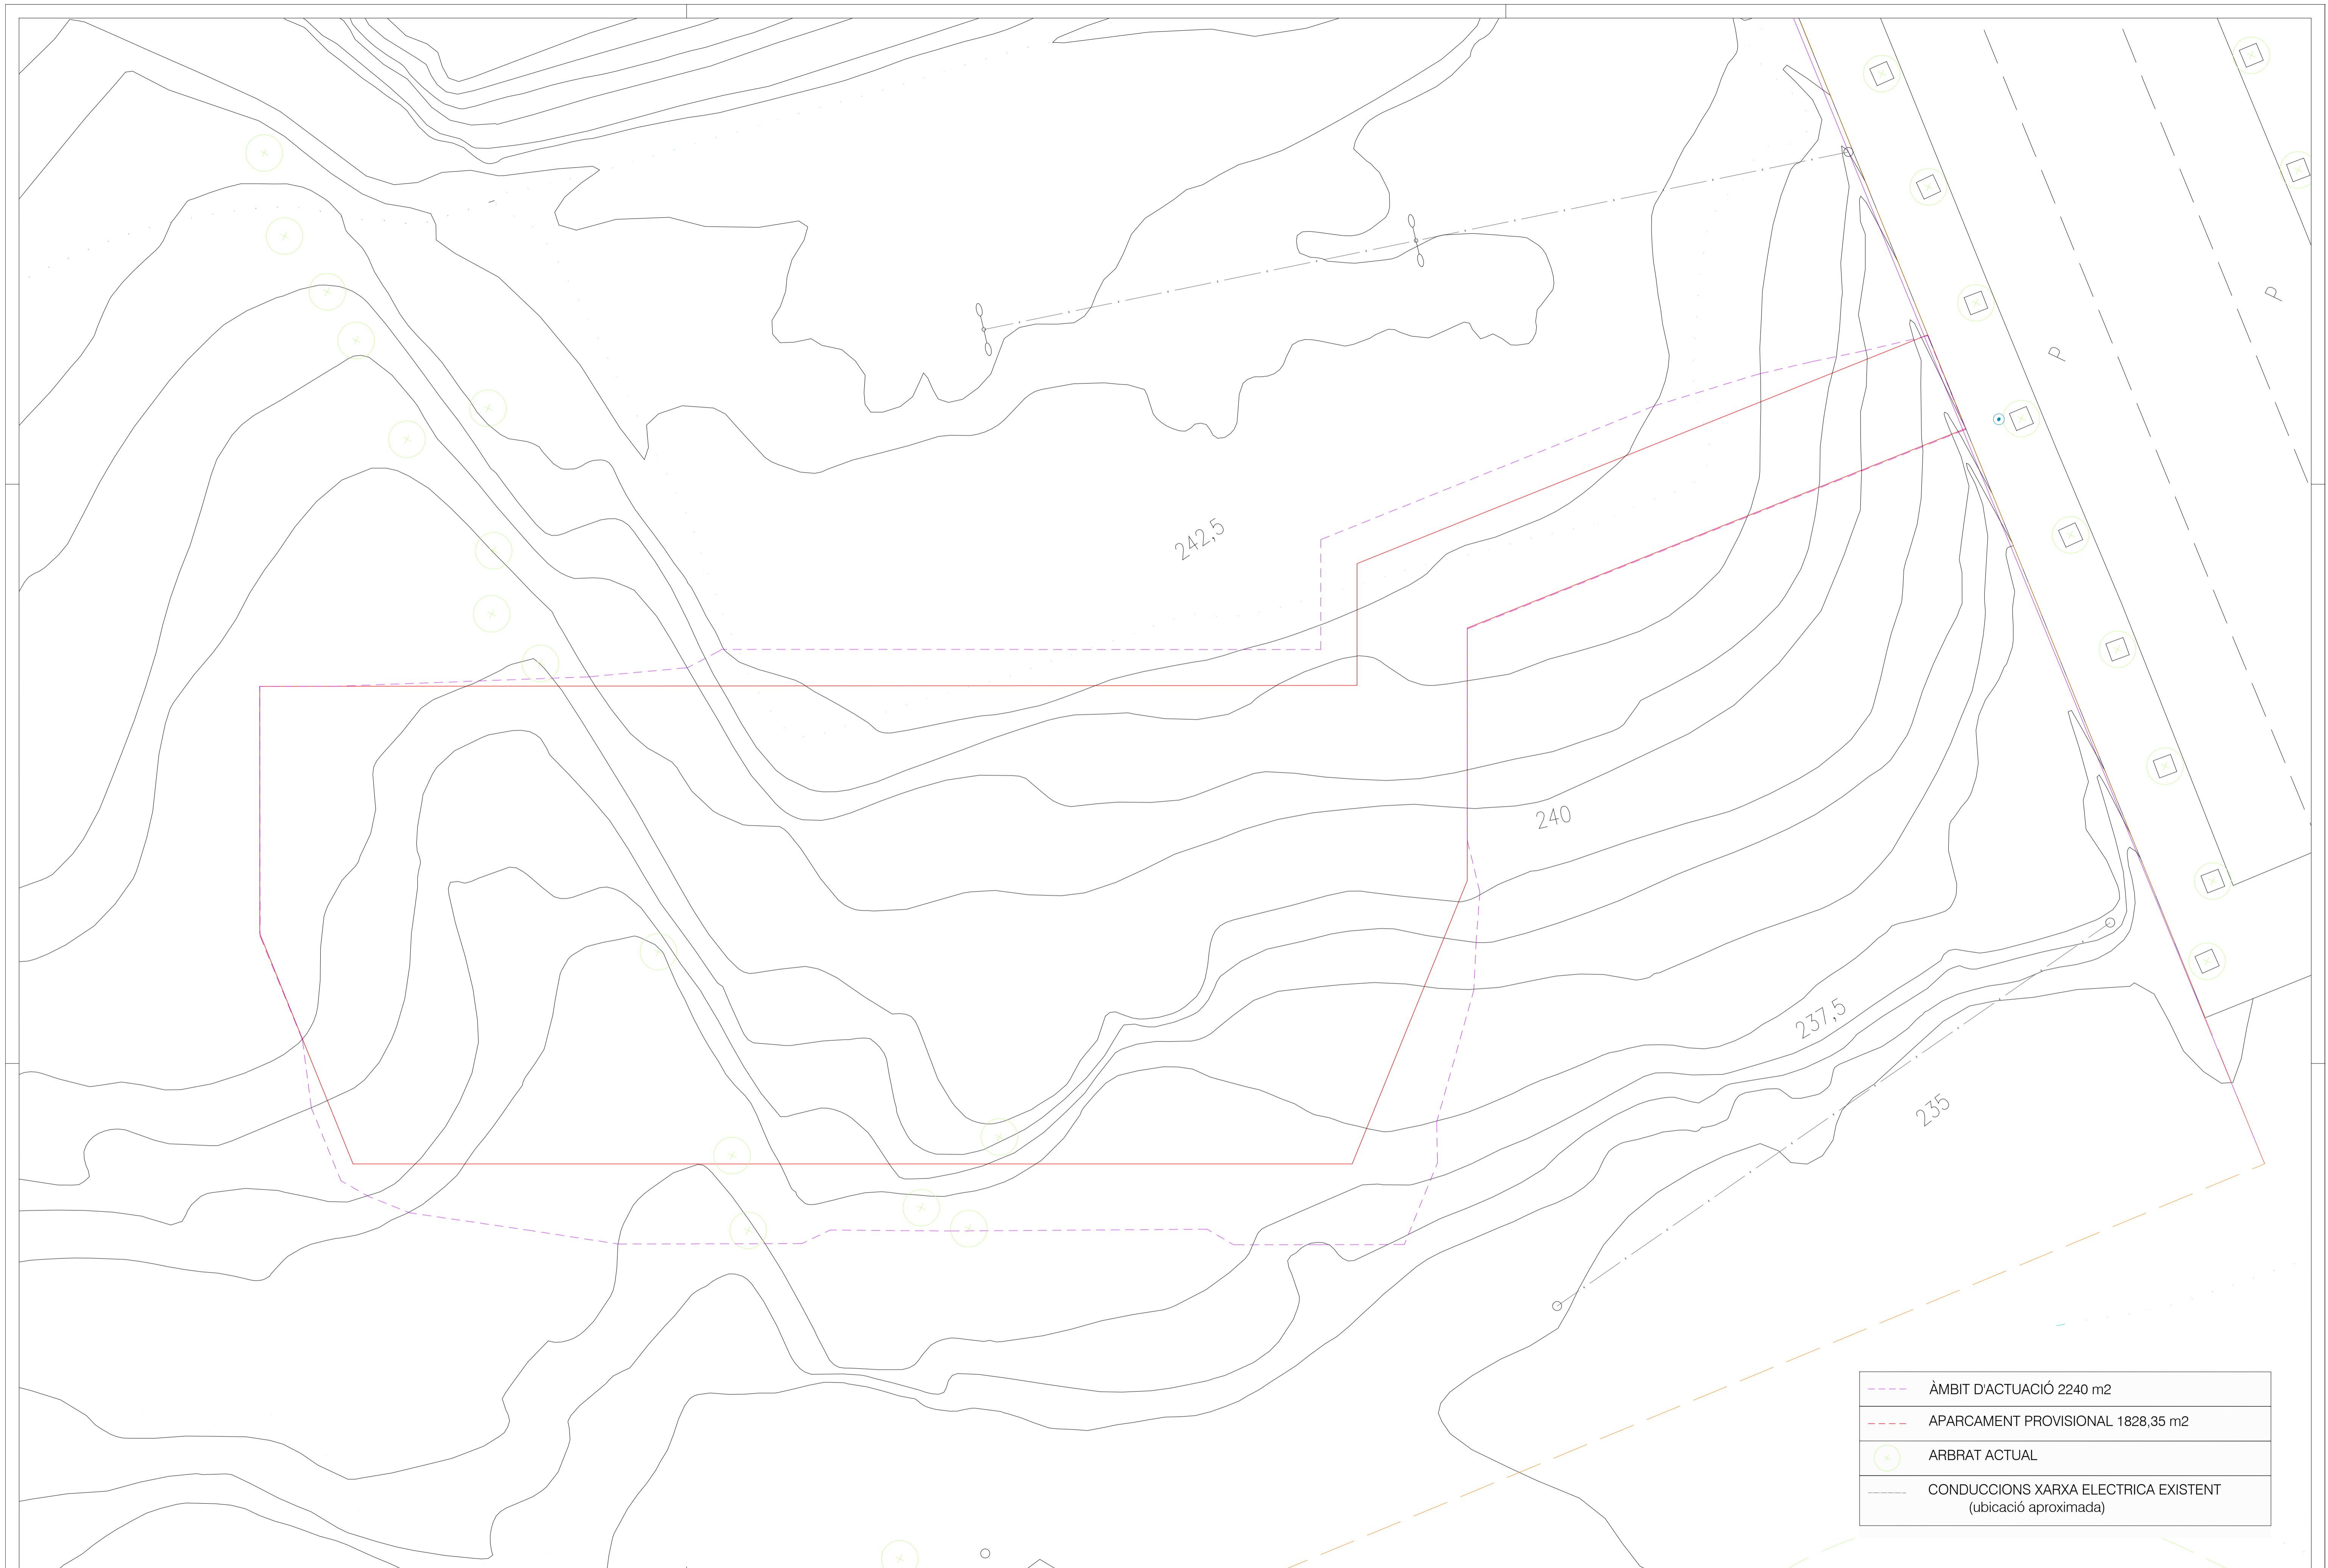 P
P
242,5
240
237,5
235
ÀMBIT D'ACTUACIÓ 2240 m2
APARCAMENT PROVISIONAL 1828,35 m2
ARBRAT ACTUAL
CONDUCCIONS XARXA ELECTRICA EXISTENT
(ubicació aproximada)